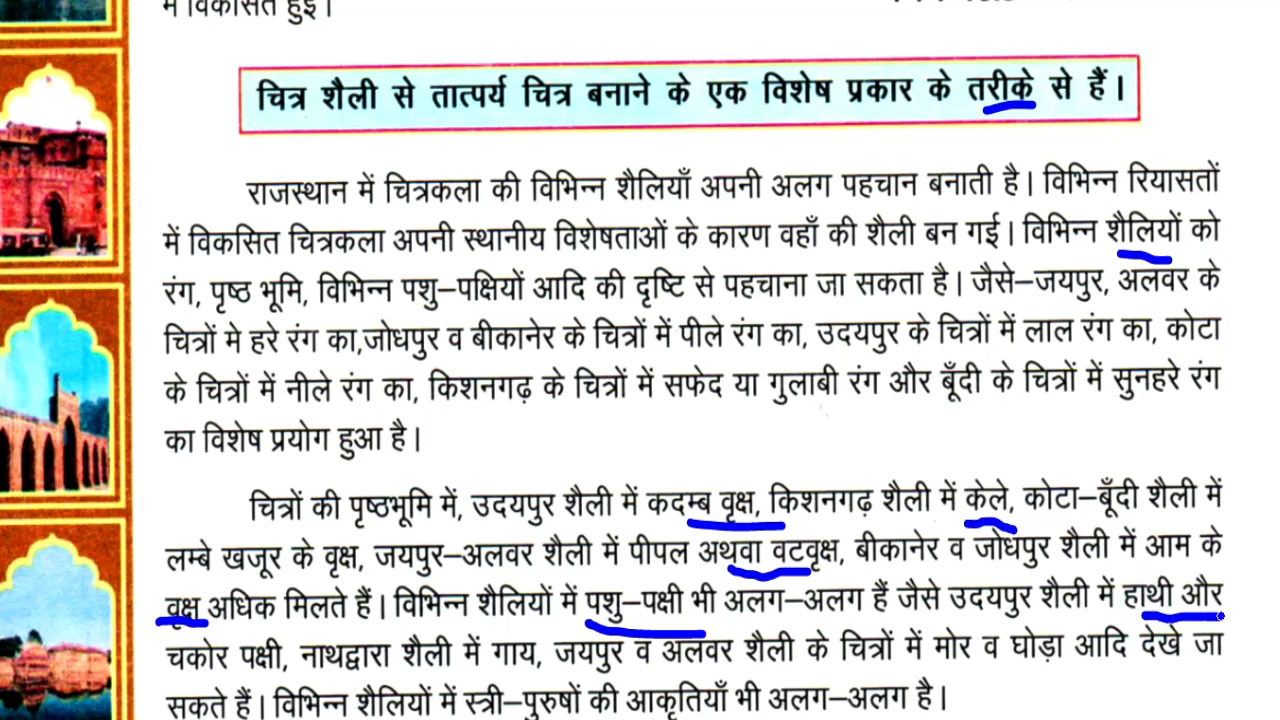 में विकसित हुई।
चित्र शैली से तात्पर्य चित्र बनाने के एक विशेष प्रकार के तरीके से हैं।
राजस्थान में चित्रकला की विभिन्न शैलियाँ अपनी अलग पहचान बनाती है। विभिन्न रियासतों
में विकसित चित्रकला अपनी स्थानीय विशेषताओं के कारण वहाँ की शैली बन गई। विभिन्न शैलियों को
रंग, पृष्ठ भूमि, विभिन्न पशु–पक्षियों आदि की दृष्टि से पहचाना जा सकता है। जैसे–जयपुर, अलवर के
चित्रों मे हरे रंग का,जोधपुर व बीकानेर के चित्रों में पीले रंग का, उदयपुर के चित्रों में लाल रंग का, कोटा
के चित्रों में नीले रंग का, किशनगढ़ के चित्रों में सफेद या गुलाबी रंग और बूँदी के चित्रों में सुनहरे रंग
का विशेष प्रयोग हुआ है।
चित्रों की पृष्ठभूमि में, उदयपुर शैली में कदम्ब वृक्ष, किशनगढ़ शैली में केले, कोटा–बूँदी शैली में
लम्बे खजूर के वृक्ष, जयपुर–अलवर शैली में पीपल अथवा वटवृक्ष, बीकानेर व जोधपुर शैली में आम के
वृक्ष अधिक मिलते हैं। विभिन्न शैलियों में पशु–पक्षी भी अलग–अलग हैं जैसे उदयपुर शैली में हाथी और
चकोर पक्षी, नाथद्वारा शैली में गाय, जयपुर व अलवर शैली के चित्रों में मोर व घोड़ा आदि देखे जा
सकते हैं। विभिन्न शैलियों में स्त्री–पुरुषों की आकृतियाँ भी अलग–अलग है।